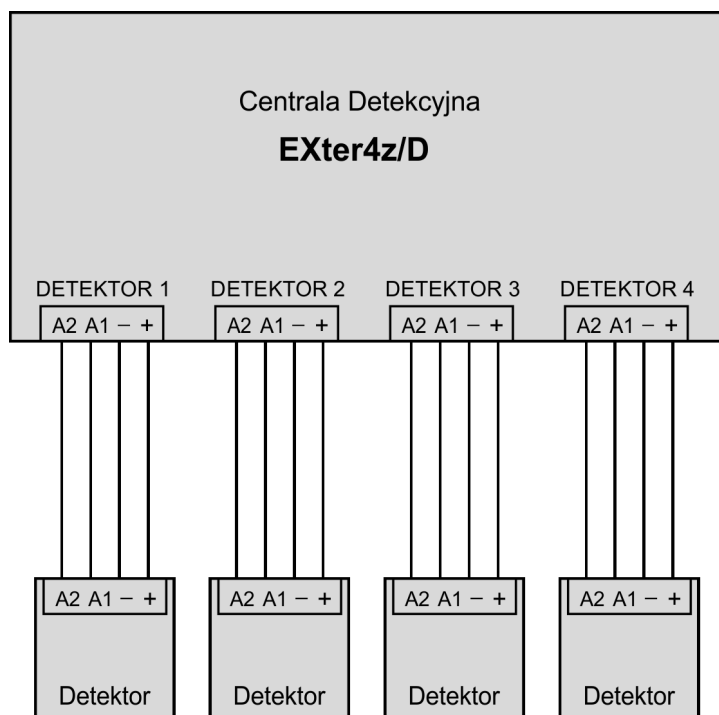 Centrala Detekcyjna
EXter4z/D
DETEKTOR 1 DETEKTOR 2 DETEKTOR 3 DETEKTOR 4
A2 A1 − + A2 A1 − + A2 A1 − + A2 A1 − +
A2 A1 − + A2 A1 − + A2 A1 − + A2 A1 − +
Detektor Detektor Detektor Detektor